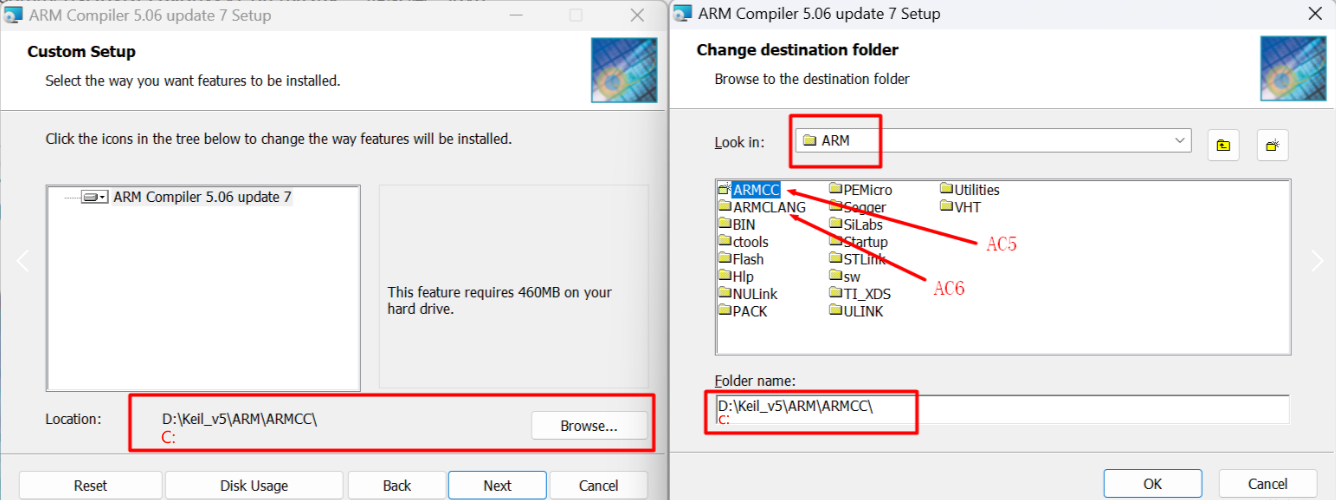 ARM Compiler 5.06 update 7 Setup
Custom Setup
Select the way you want features to be installed.
Click the icons in the tree below to change the way features will be installed.
ARM Compiler 5.06 update 7
This feature requires 460MB on your
hard drive.
Location:
D:\Keil_v5\ARM\ARMCC\
C:
Browse...
Reset
Disk Usage
Back
Next
Cancel
ARM Compiler 5.06 update 7 Setup
Change destination folder
Browse to the destination folder
Look in:
ARM
ARMCC
ARMCLANG
BIN
ctools
Flash
Hlp
NULink
PACK
PEMicro
Segger
SiLabs
Startup
STLink
sw
TI_XDS
ULINK
Utilities
VHT
AC5
AC6
Folder name:
D:\Keil_v5\ARM\ARMCC\
C:
OK
Cancel